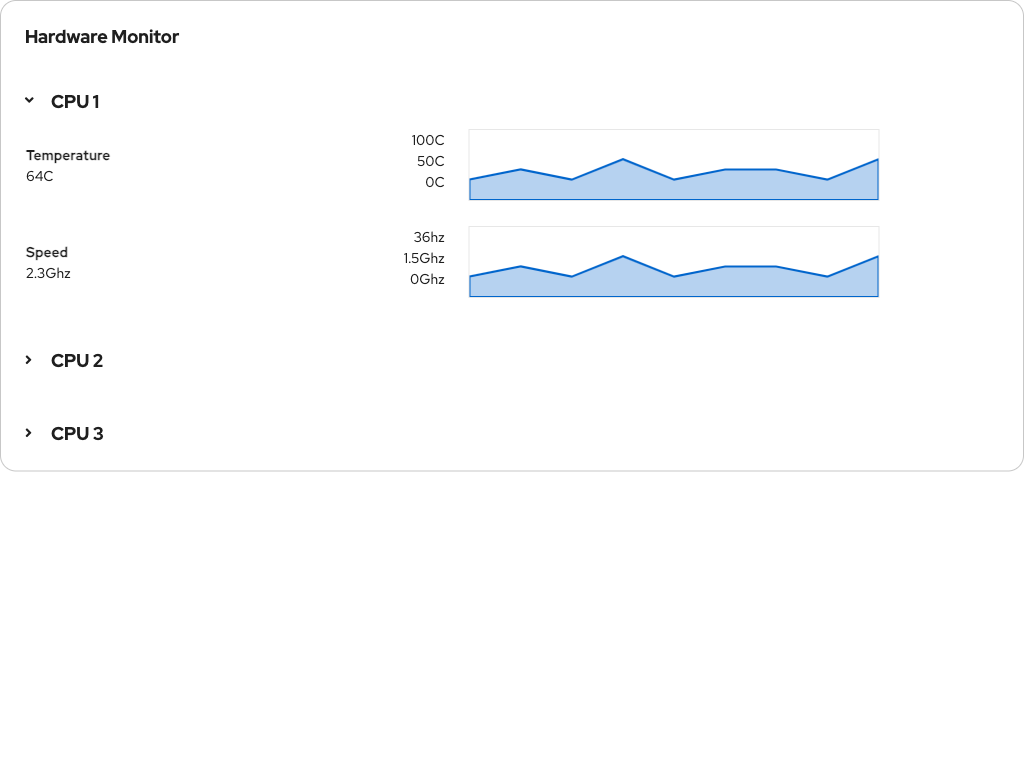 Hardware Monitor
CPU 1
Temperature
64C
100C
50C
0C
Speed
2.3Ghz
36hz
1.5Ghz
0Ghz
CPU 2
CPU 3